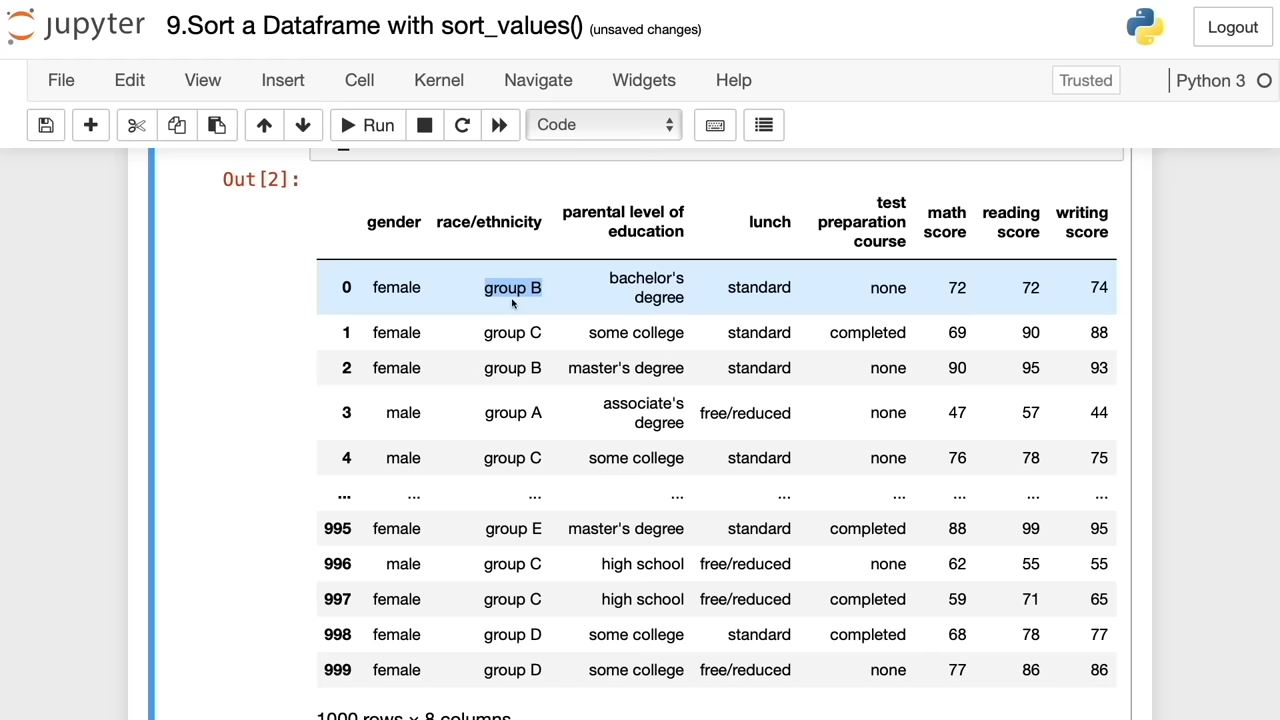 jupyter 9.Sort a Dataframe with sort_values() (unsaved changes) Logout
File Edit View Insert Cell Kernel Navigate Widgets Help Trusted Python 3
Run Code
Out[2]:
gender race/ethnicity parental level of education lunch test preparation course math score reading score writing score
0 female group B bachelor's degree standard none 72 72 74
1 female group C some college standard completed 69 90 88
2 female group B master's degree standard none 90 95 93
3 male group A associate's degree free/reduced none 47 57 44
4 male group C some college standard none 76 78 75
... ... ... ... ... ... ... ... ...
995 female group E master's degree standard completed 88 99 95
996 male group C high school free/reduced none 62 55 55
997 female group C high school free/reduced completed 59 71 65
998 female group D some college standard completed 68 78 77
999 female group D some college free/reduced none 77 86 86
1000 rows × 8 columns